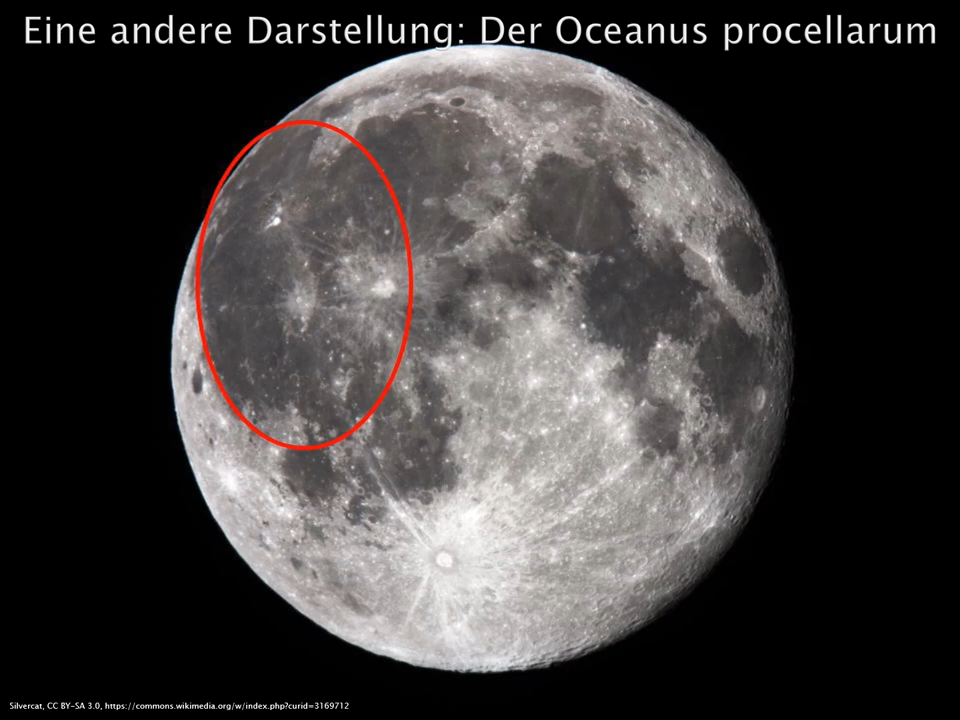 Eine andere Darstellung: Der Oceanus procellarum
Silvercat, CC BY-SA 3.0, https://commons.wikimedia.org/w/index.php?curid=3169712